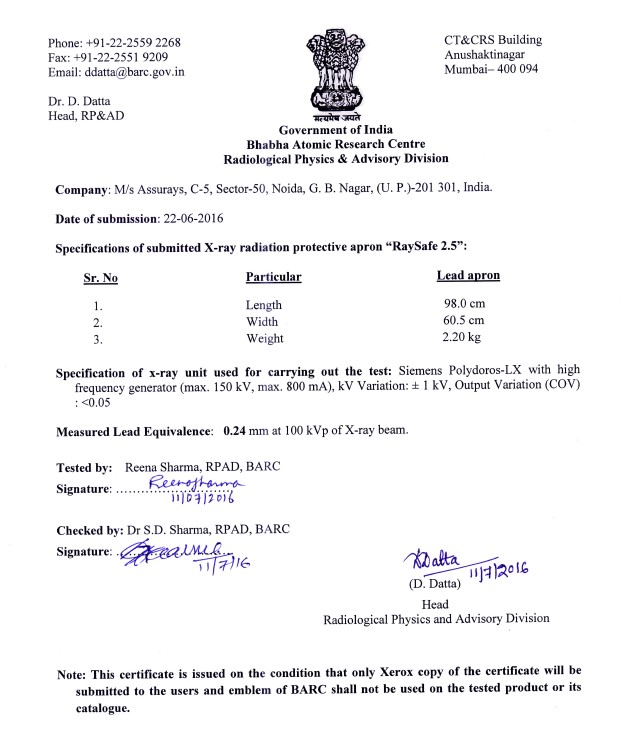 Phone: +91-22-2559 2268
Fax: +91-22-2551 9209
Email: ddatta@barc.gov.in
Dr. D. Datta
Head, RP&AD
CT&CRS Building
Anushaktinagar
Mumbai– 400 094
सत्यमेव जयते
Government of India
Bhabha Atomic Research Centre
Radiological Physics & Advisory Division
Company: M/s Assurays, C-5, Sector-50, Noida, G. B. Nagar, (U. P.)-201 301, India.
Date of submission: 22-06-2016
Specifications of submitted X-ray radiation protective apron “RaySafe 2.5”:
Sr. No Particular Lead apron
1. Length 98.0 cm
2. Width 60.5 cm
3. Weight 2.20 kg
Specification of x-ray unit used for carrying out the test: Siemens Polydoros-LX with high
frequency generator (max. 150 kV, max. 800 mA), kV Variation: ± 1 kV, Output Variation (COV)
: <0.05
Measured Lead Equivalence: 0.24 mm at 100 kVp of X-ray beam.
Tested by: Reena Sharma, RPAD, BARC
Signature: .......... Reenasharma
11/07/2016
Checked by: Dr S.D. Sharma, RPAD, BARC
Signature: ..........
11/7/16
DDatta 11/7/2016
(D. Datta)
Head
Radiological Physics and Advisory Division
Note: This certificate is issued on the condition that only Xerox copy of the certificate will be
submitted to the users and emblem of BARC shall not be used on the tested product or its
catalogue.